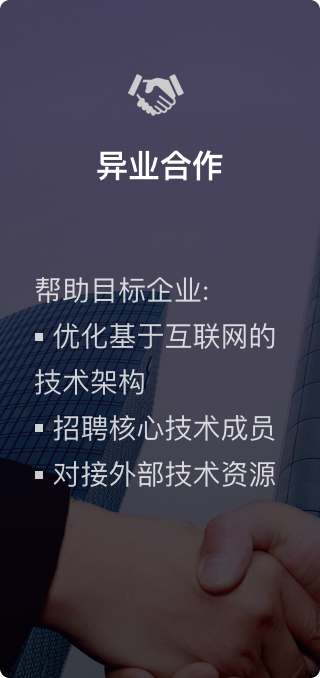 异业合作
帮助目标企业:
▪ 优化基于互联网的
技术架构
▪ 招聘核心技术成员
▪ 对接外部技术资源